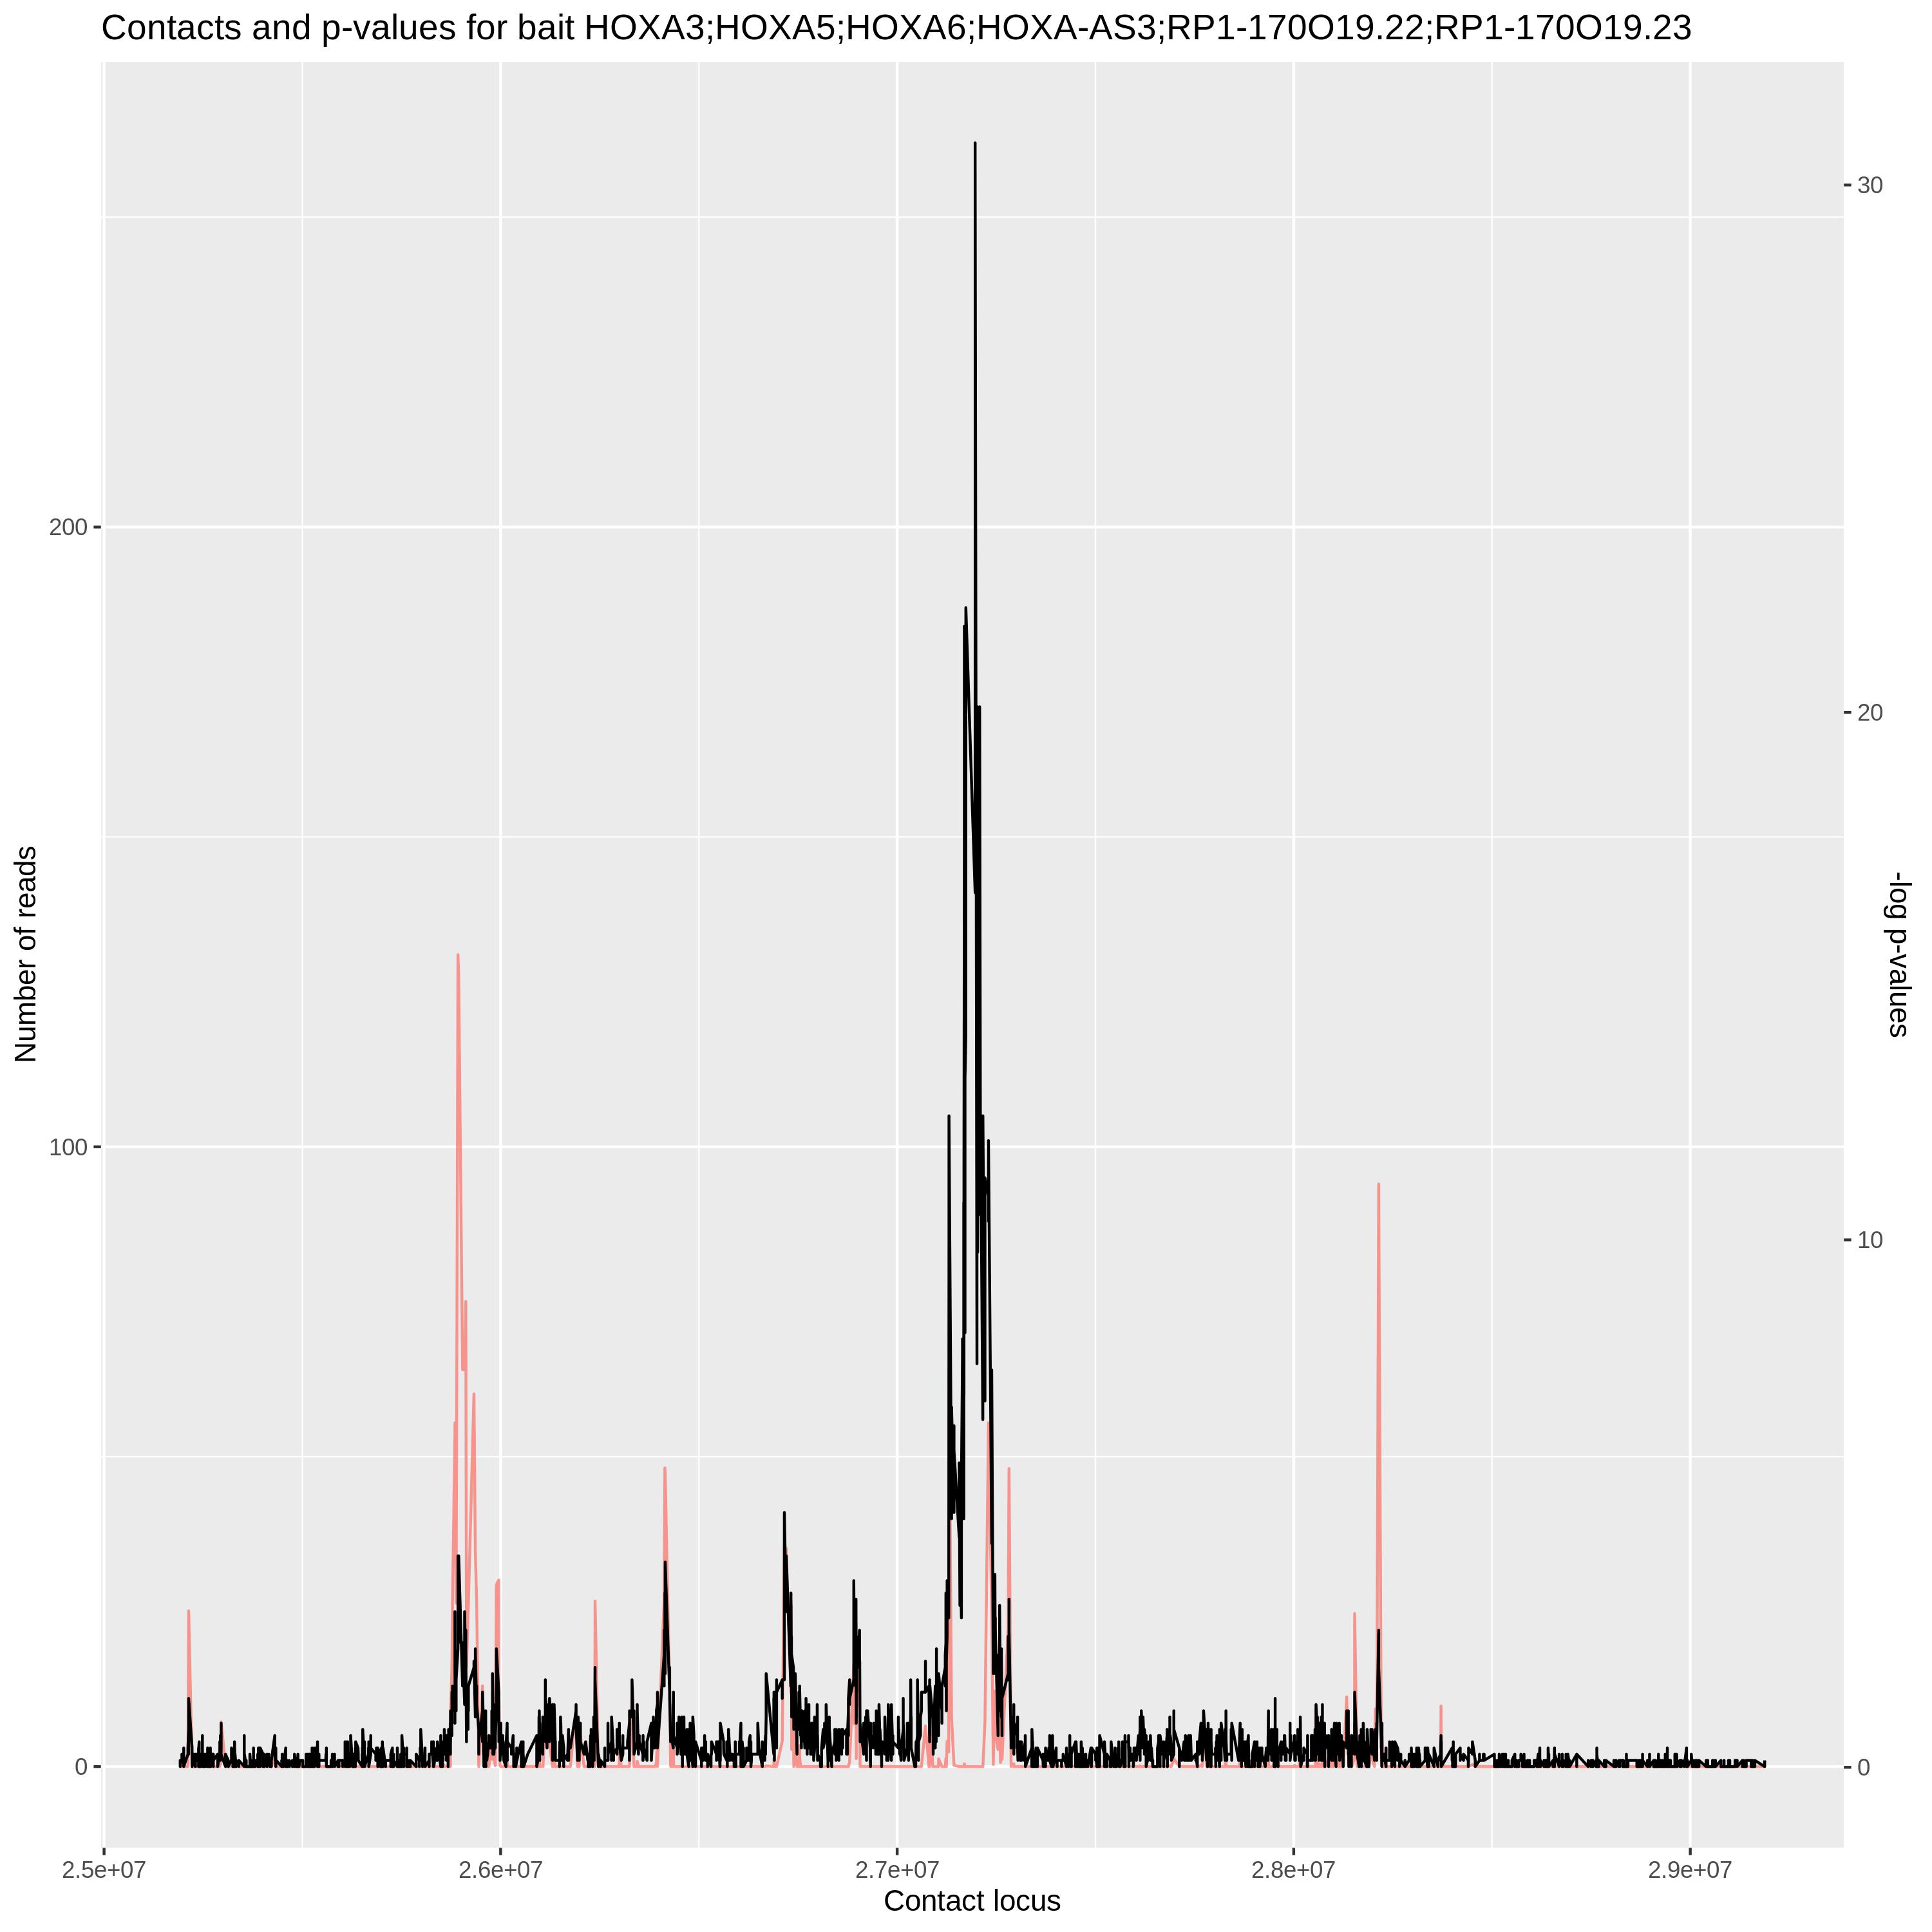 Contacts and p-values for bait HOXA3;HOXA5;HOXA6;HOXA-AS3;RP1-170O19.22;RP1-170O19.23
Number of reads
200
100
0
30
20
10
0
-log p-values
2.5e+07 2.6e+07 2.7e+07 2.8e+07 2.9e+07
Contact locus